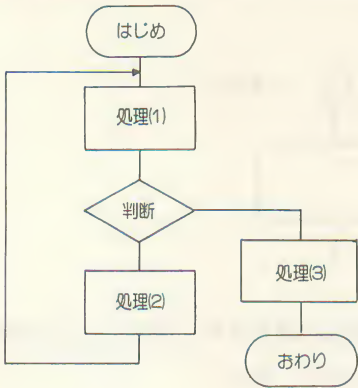 はじめ
処理(1)
判断
処理(2)
処理(3)
おわり